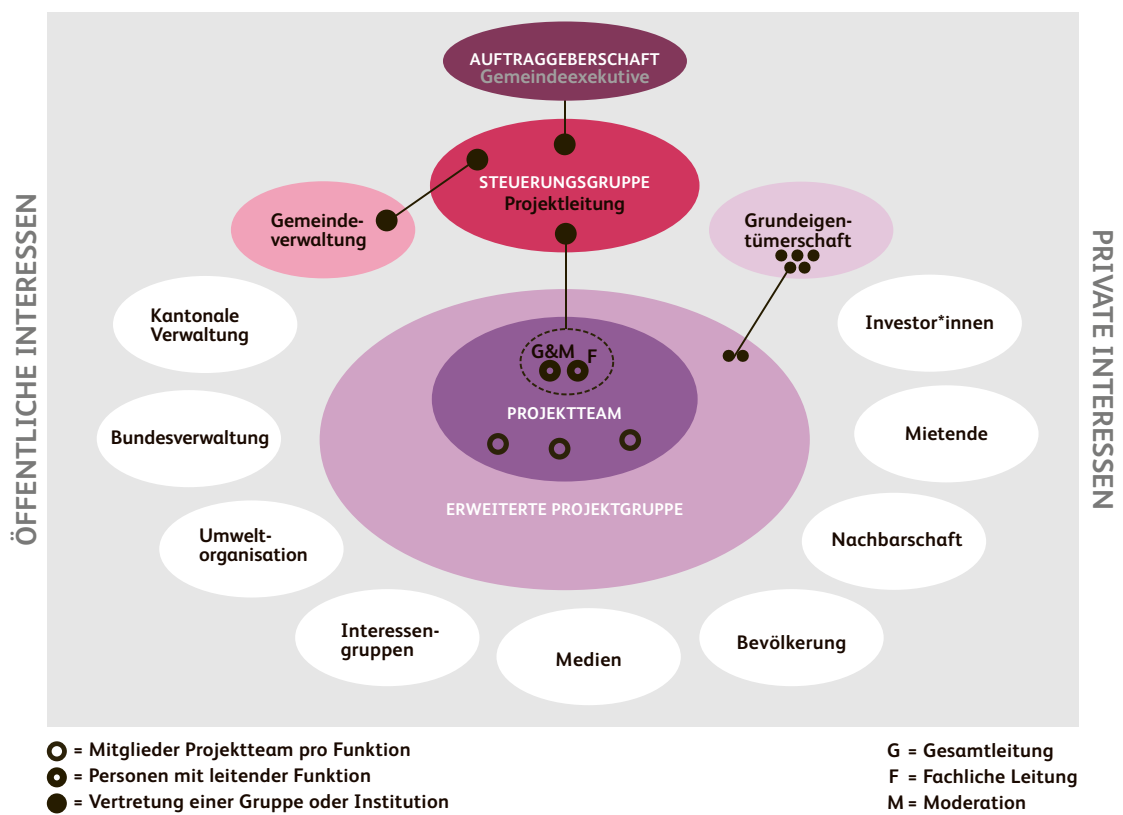 AUFTRAGGEBERSCHAFT
Gemeindeexekutive
STEUERUNGSGRUPPE
Projektleitung
Gemeinde-
verwaltung
Grundeigen-
tümerschaft
ÖFFENTLICHE INTERESSEN
PRIVATE INTERESSEN
Kantonale
Verwaltung
Investor*innen
G&M F
PROJEKTTEAM
Bundesverwaltung
Mietende
ERWEITERTE PROJEKTGRUPPE
Umwelt-
organisation
Nachbarschaft
Interessen-
gruppen
Medien
Bevölkerung
= Mitglieder Projektteam pro Funktion
= Personen mit leitender Funktion
= Vertretung einer Gruppe oder Institution
G = Gesamtleitung
F = Fachliche Leitung
M = Moderation